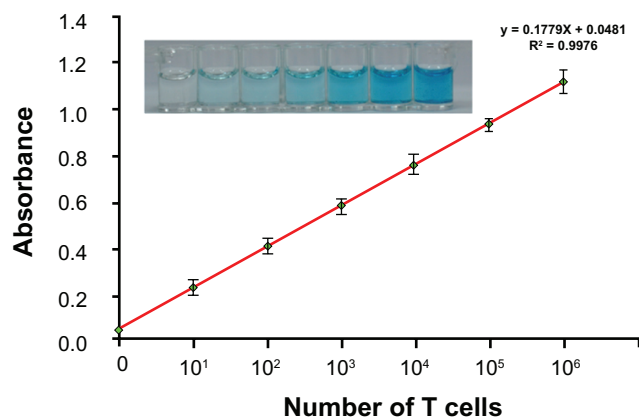 1.4
y = 0.1779X + 0.0481
R² = 0.9976
1.2
1.0
0.8
0.6
0.4
0.2
0.0
Absorbance
0 10¹ 10² 10³ 10⁴ 10⁵ 10⁶
Number of T cells